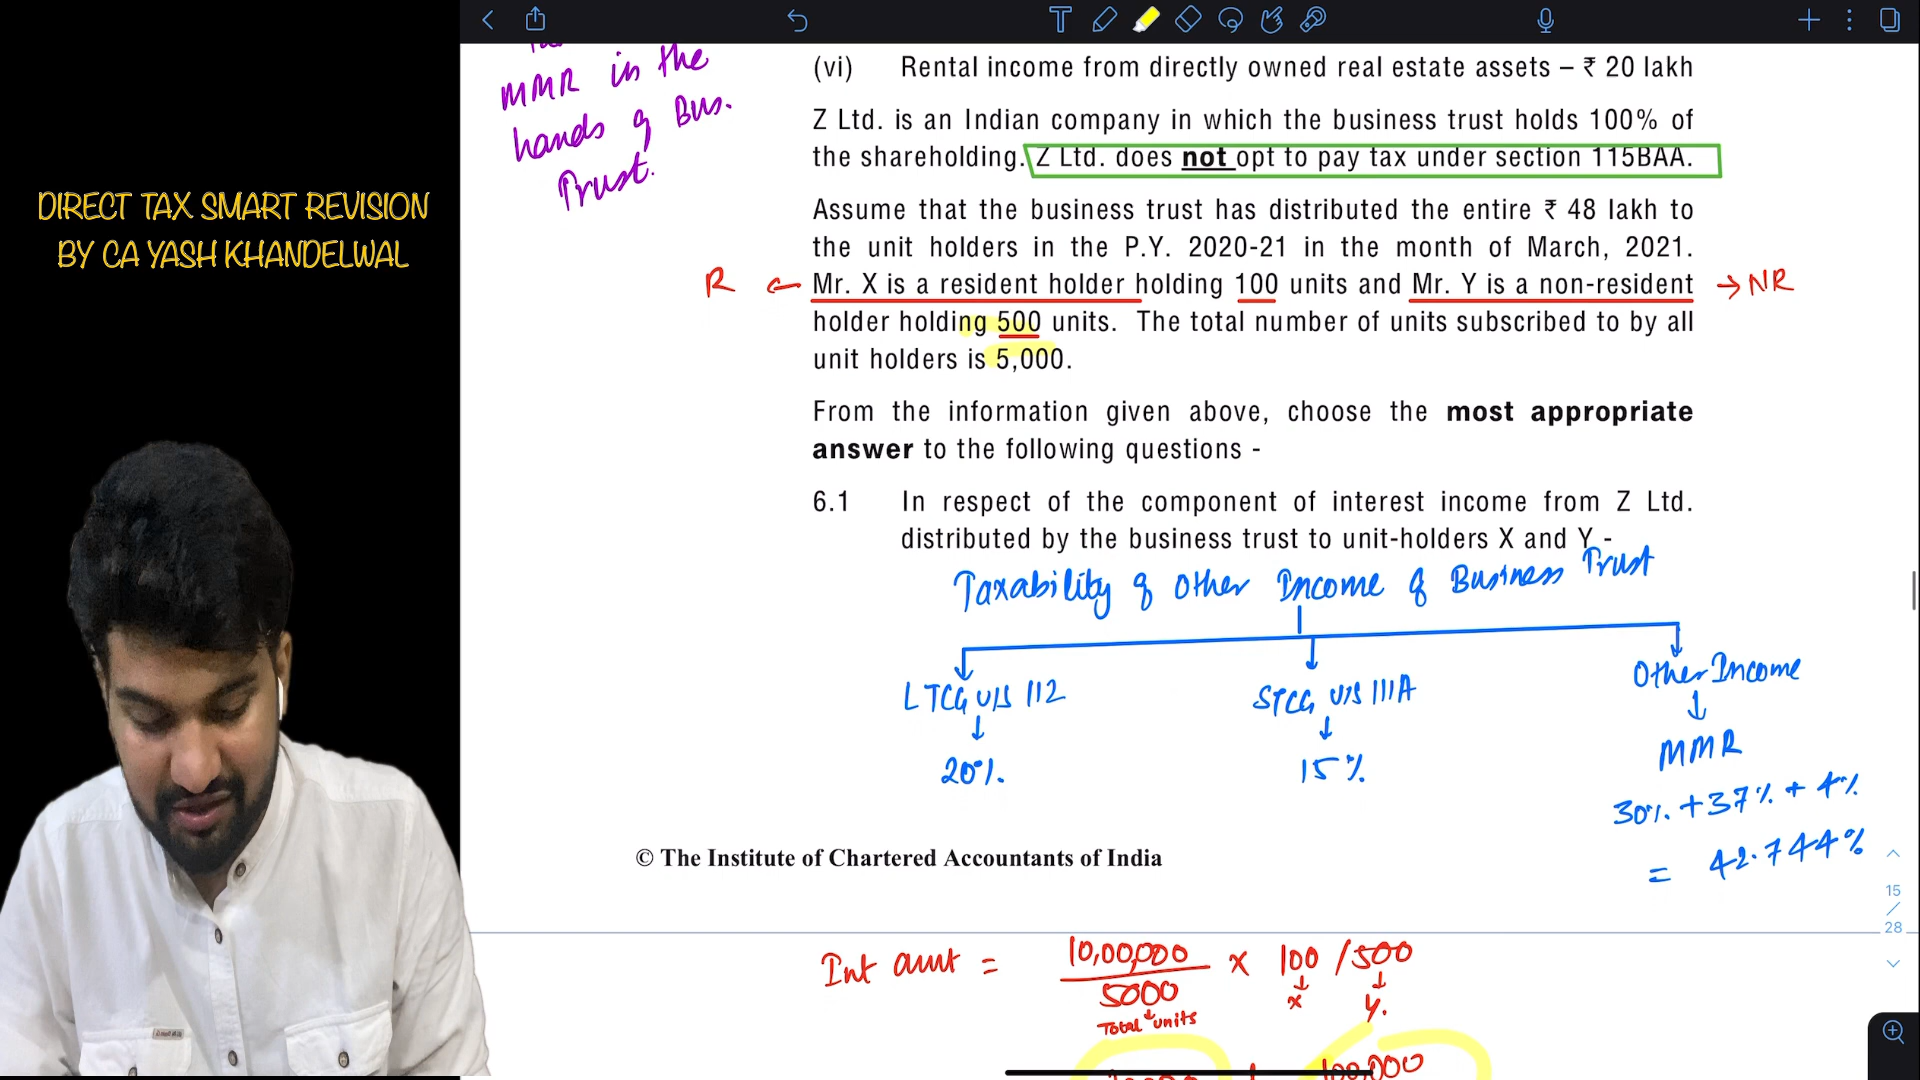 MMR in the
hands of Bus.
Trust.
(vi) Rental income from directly owned real estate assets – ₹ 20 lakh
Z Ltd. is an Indian company in which the business trust holds 100% of
the shareholding. Z Ltd. does not opt to pay tax under section 115BAA.
DIRECT TAX SMART REVISION
BY CA YASH KHANDELWAL
Assume that the business trust has distributed the entire ₹ 48 lakh to
the unit holders in the P.Y. 2020-21 in the month of March, 2021.
R ← Mr. X is a resident holder holding 100 units and Mr. Y is a non-resident → NR
holder holding 500 units. The total number of units subscribed to by all
unit holders is 5,000.
From the information given above, choose the most appropriate
answer to the following questions -
6.1 In respect of the component of interest income from Z Ltd.
distributed by the business trust to unit-holders X and Y -
Taxability of Other Income of Business Trust
LTCG u/s 112
STCG u/s 111A
Other Income
20%.
15%
MMR
30%. + 37% + 4%
= 42.744%
© The Institute of Chartered Accountants of India
15
/
28
Int amt = 10,00,000 × 100 / 500
5000
x
y.
Total units
100,000